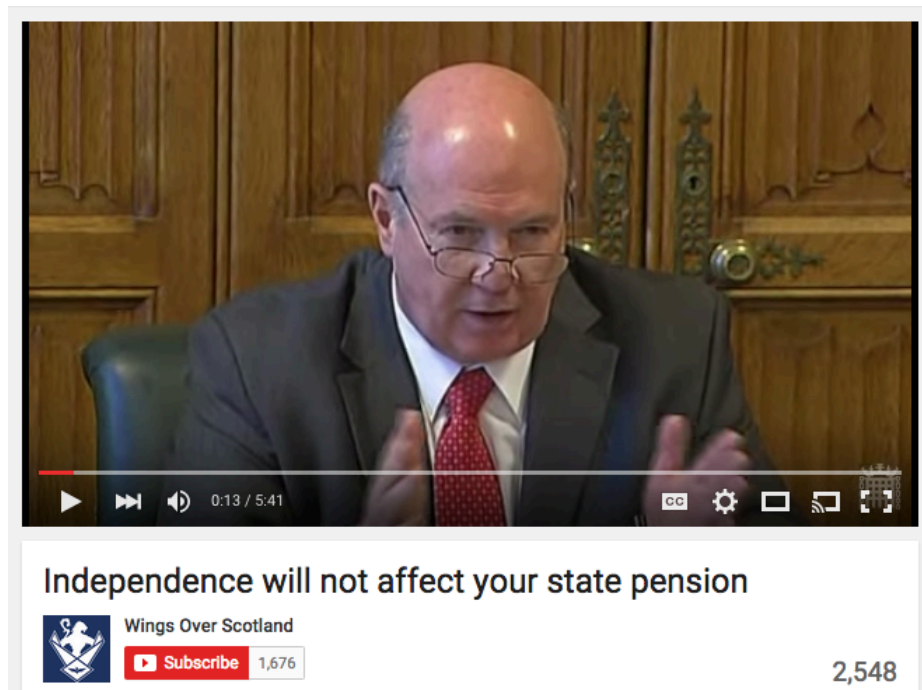 0:13 / 5:41
CC
Independence will not affect your state pension
Wings Over Scotland
Subscribe 1,676
2,548